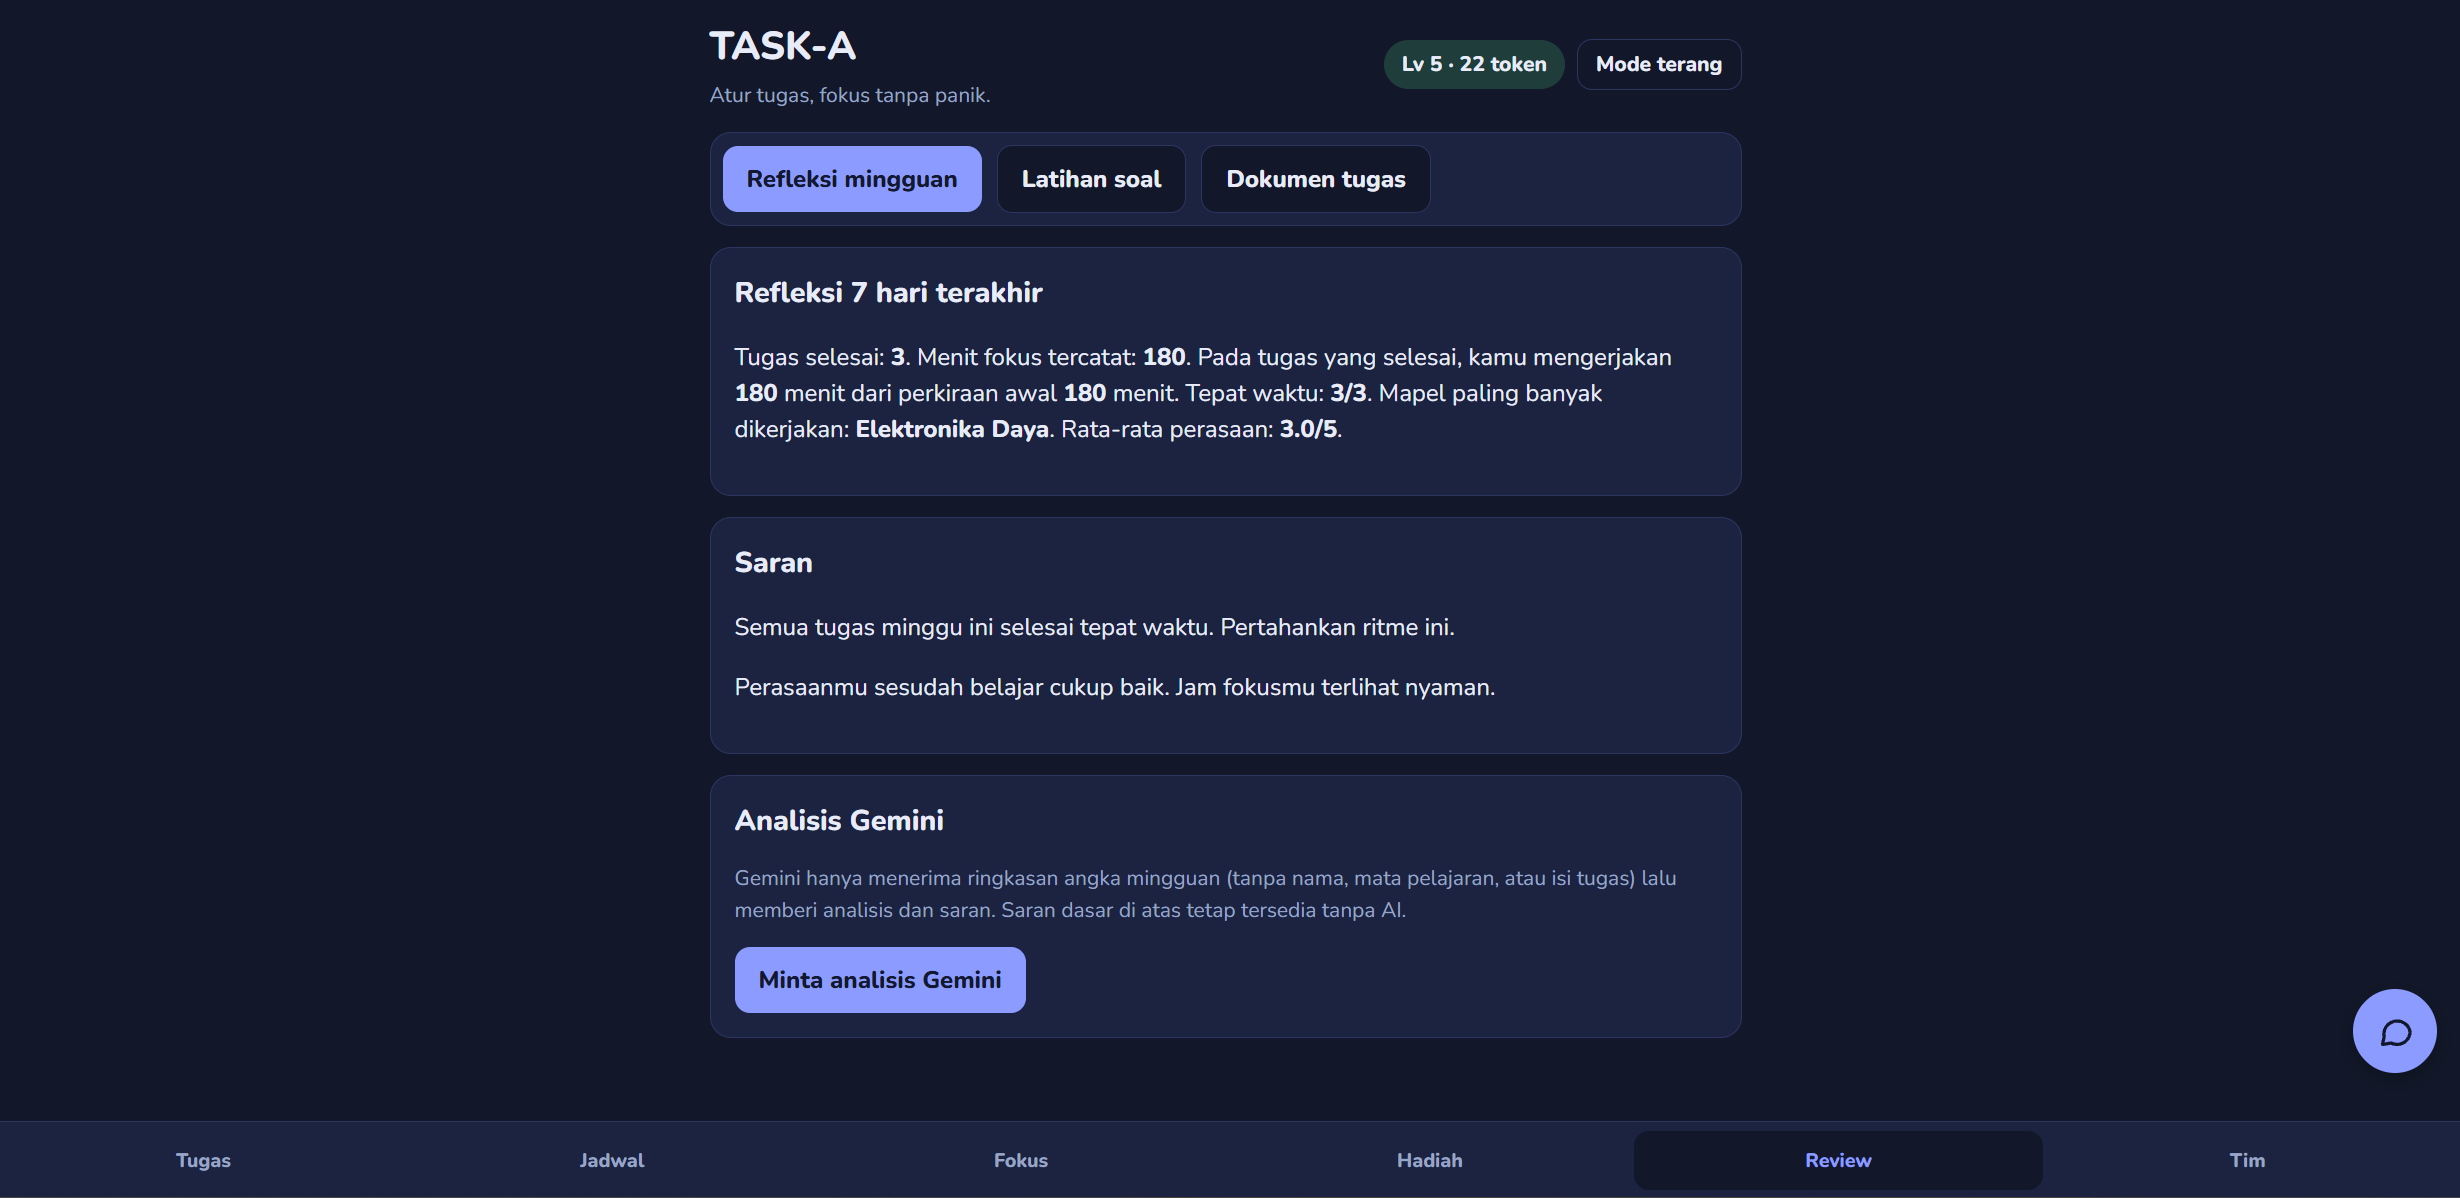 TASK-A
Atur tugas, fokus tanpa panik.
Lv 5 · 22 token
Mode terang
Refleksi mingguan
Latihan soal
Dokumen tugas
Refleksi 7 hari terakhir
Tugas selesai: 3. Menit fokus tercatat: 180. Pada tugas yang selesai, kamu mengerjakan
180 menit dari perkiraan awal 180 menit. Tepat waktu: 3/3. Mapel paling banyak
dikerjakan: Elektronika Daya. Rata-rata perasaan: 3.0/5.
Saran
Semua tugas minggu ini selesai tepat waktu. Pertahankan ritme ini.
Perasaanmu sesudah belajar cukup baik. Jam fokusmu terlihat nyaman.
Analisis Gemini
Gemini hanya menerima ringkasan angka mingguan (tanpa nama, mata pelajaran, atau isi tugas) lalu
memberi analisis dan saran. Saran dasar di atas tetap tersedia tanpa AI.
Minta analisis Gemini
Tugas
Jadwal
Fokus
Hadiah
Review
Tim